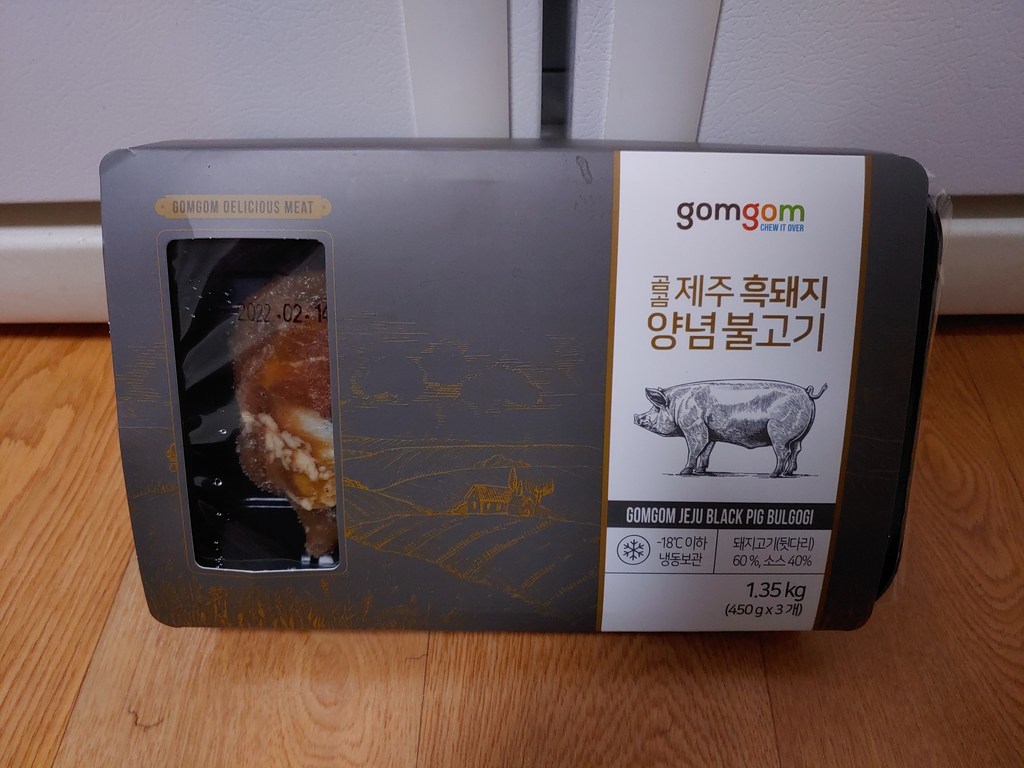 GOMGOM DELICIOUS MEAT
2022.02.14
gomgom
CHEW IT OVER
곰곰 제주 흑돼지
양념 불고기
GOMGOM JEJU BLACK PIG BULGOGI
-18℃ 이하
냉동보관
돼지고기(뒷다리)
60 %, 소스 40%
1.35 kg
(450 g x 3 개)